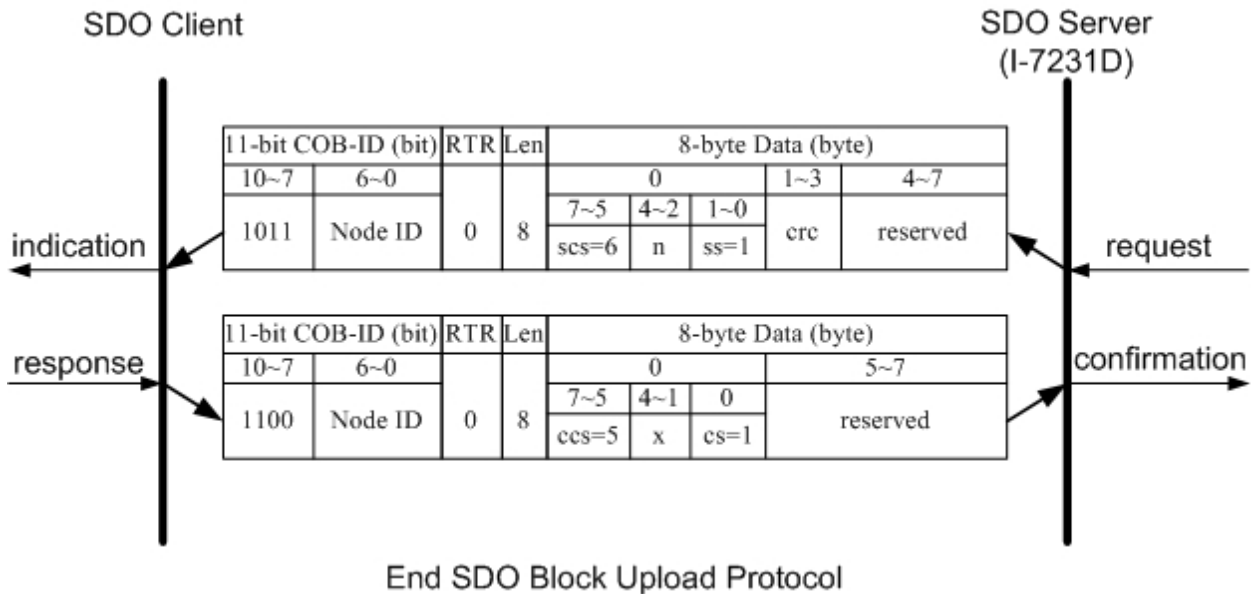 SDO Client
SDO Server
(I-7231D)
11-bit COB-ID (bit) RTR Len 8-byte Data (byte)
10~7 6~0 0 1~3 4~7
7~5 4~2 1~0
1011 Node ID 0 8 crc reserved
scs=6 n ss=1
indication
request
11-bit COB-ID (bit) RTR Len 8-byte Data (byte)
10~7 6~0 0 5~7
7~5 4~1 0
1100 Node ID 0 8 reserved
ccs=5 x cs=1
response
confirmation
End SDO Block Upload Protocol